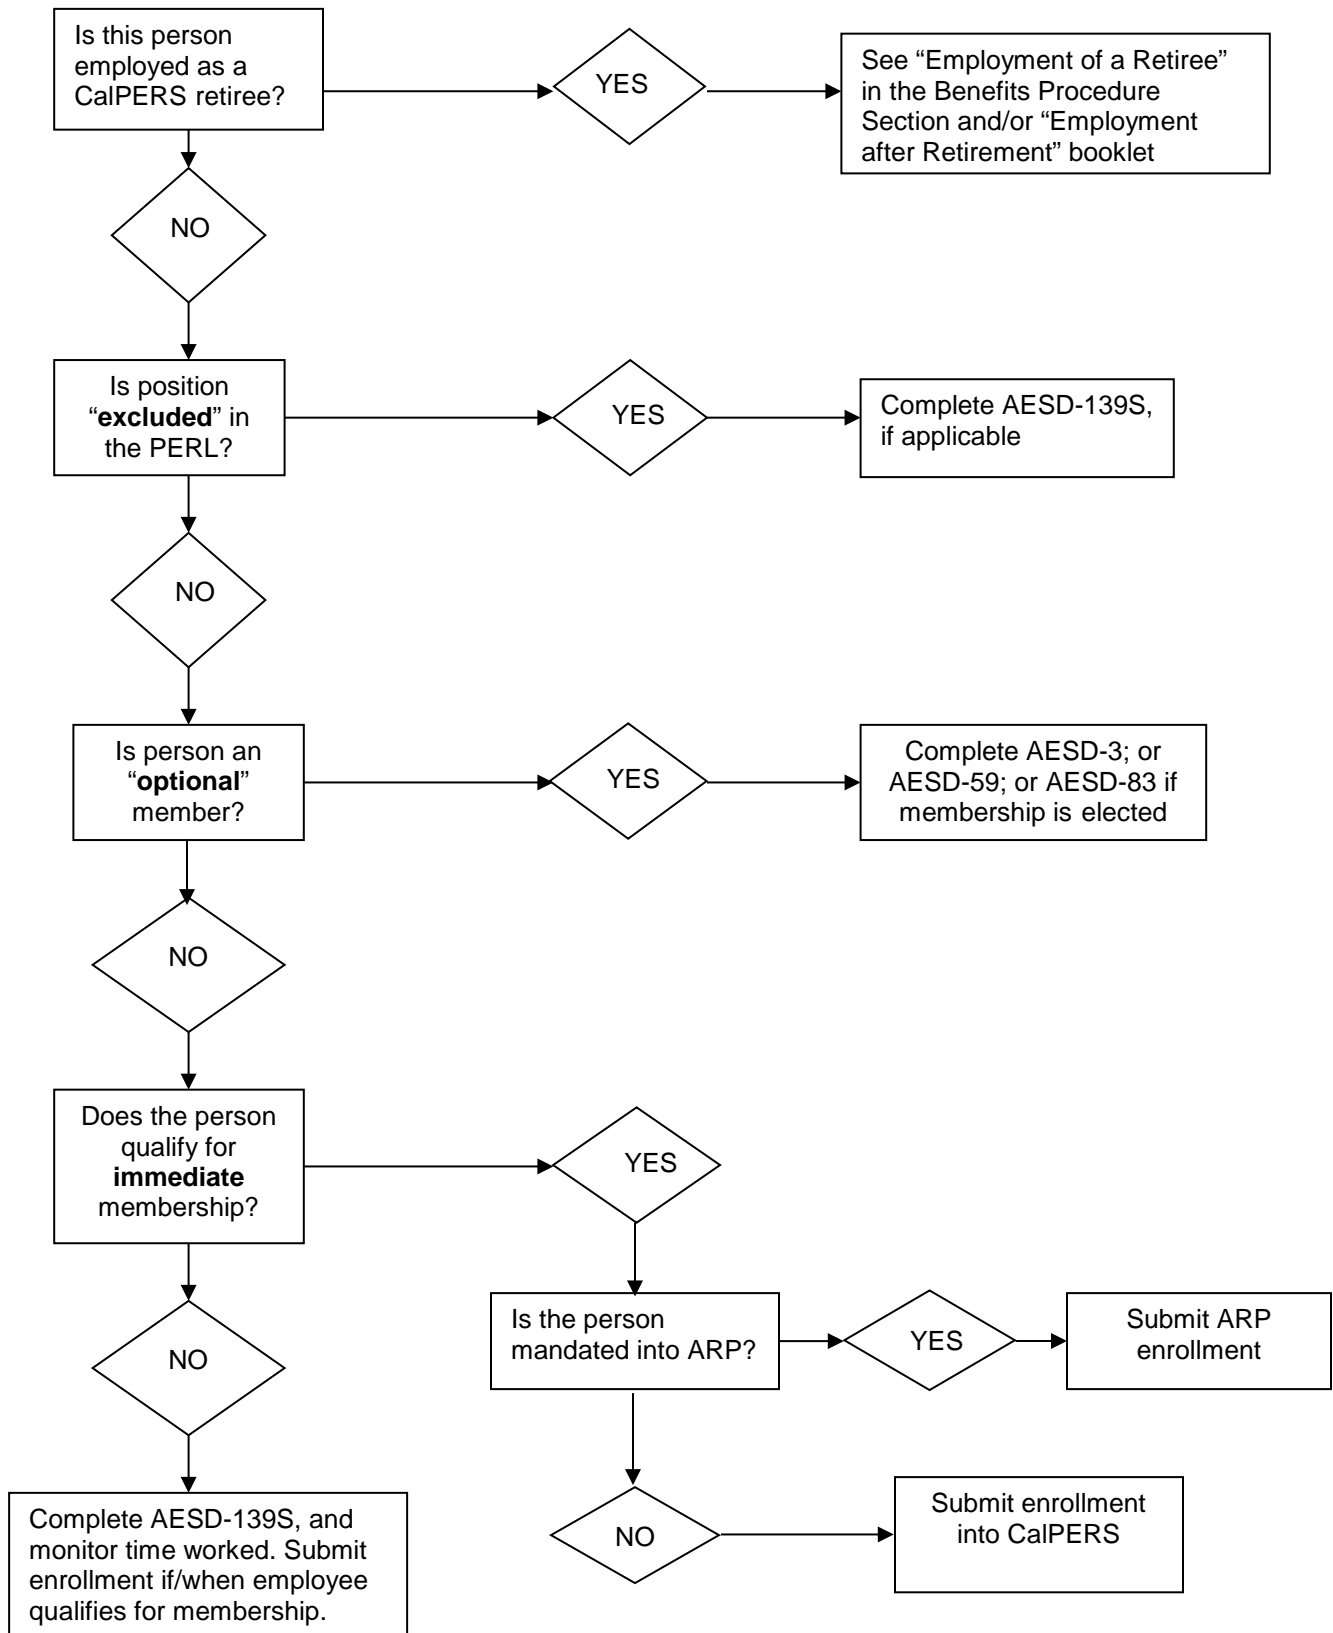 Is this person
employed as a
CalPERS retiree?
YES
See “Employment of a Retiree”
in the Benefits Procedure
Section and/or “Employment
after Retirement” booklet
NO
Is position
“excluded” in
the PERL?
YES
Complete AESD-139S,
if applicable
NO
Is person an
“optional”
member?
YES
Complete AESD-3; or
AESD-59; or AESD-83 if
membership is elected
NO
Does the person
qualify for
immediate
membership?
YES
Is the person
mandated into ARP?
YES
Submit ARP
enrollment
NO
Submit enrollment
into CalPERS
NO
Complete AESD-139S, and
monitor time worked. Submit
enrollment if/when employee
qualifies for membership.